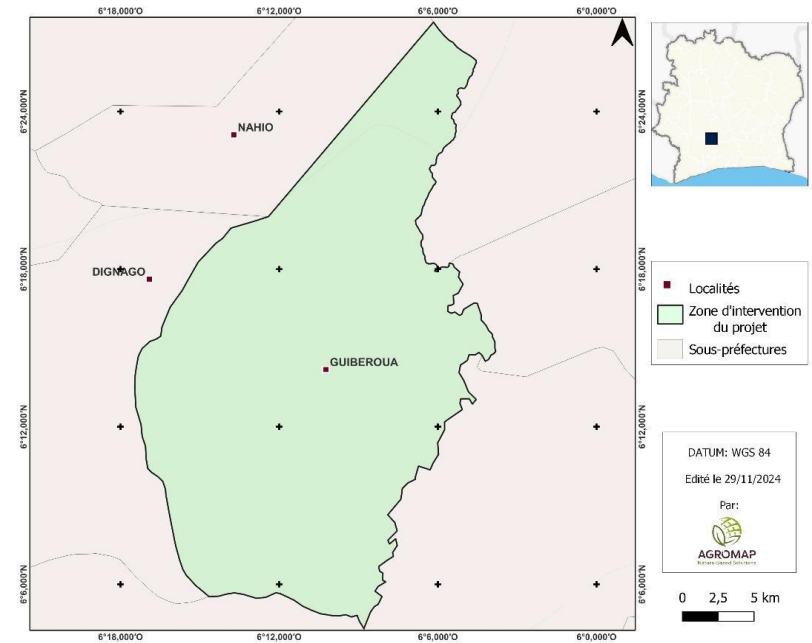 6°18,000'O 6°12,000'O 6°6,000'O 6°0,000'O
6°24,000'N 6°24,000'N
NAHIO
DIGNAGO
6°18,000'N 6°18,000'N
GUIBEROUA
6°12,000'N 6°12,000'N
6°6,000'N 6°6,000'N
6°18,000'O 6°12,000'O 6°6,000'O 6°0,000'O
Localités
Zone d'intervention
du projet
Sous-préfectures
DATUM: WGS 84
Edité le 29/11/2024
Par:
AGROMAP
Nature-based Solutions
0 2,5 5 km